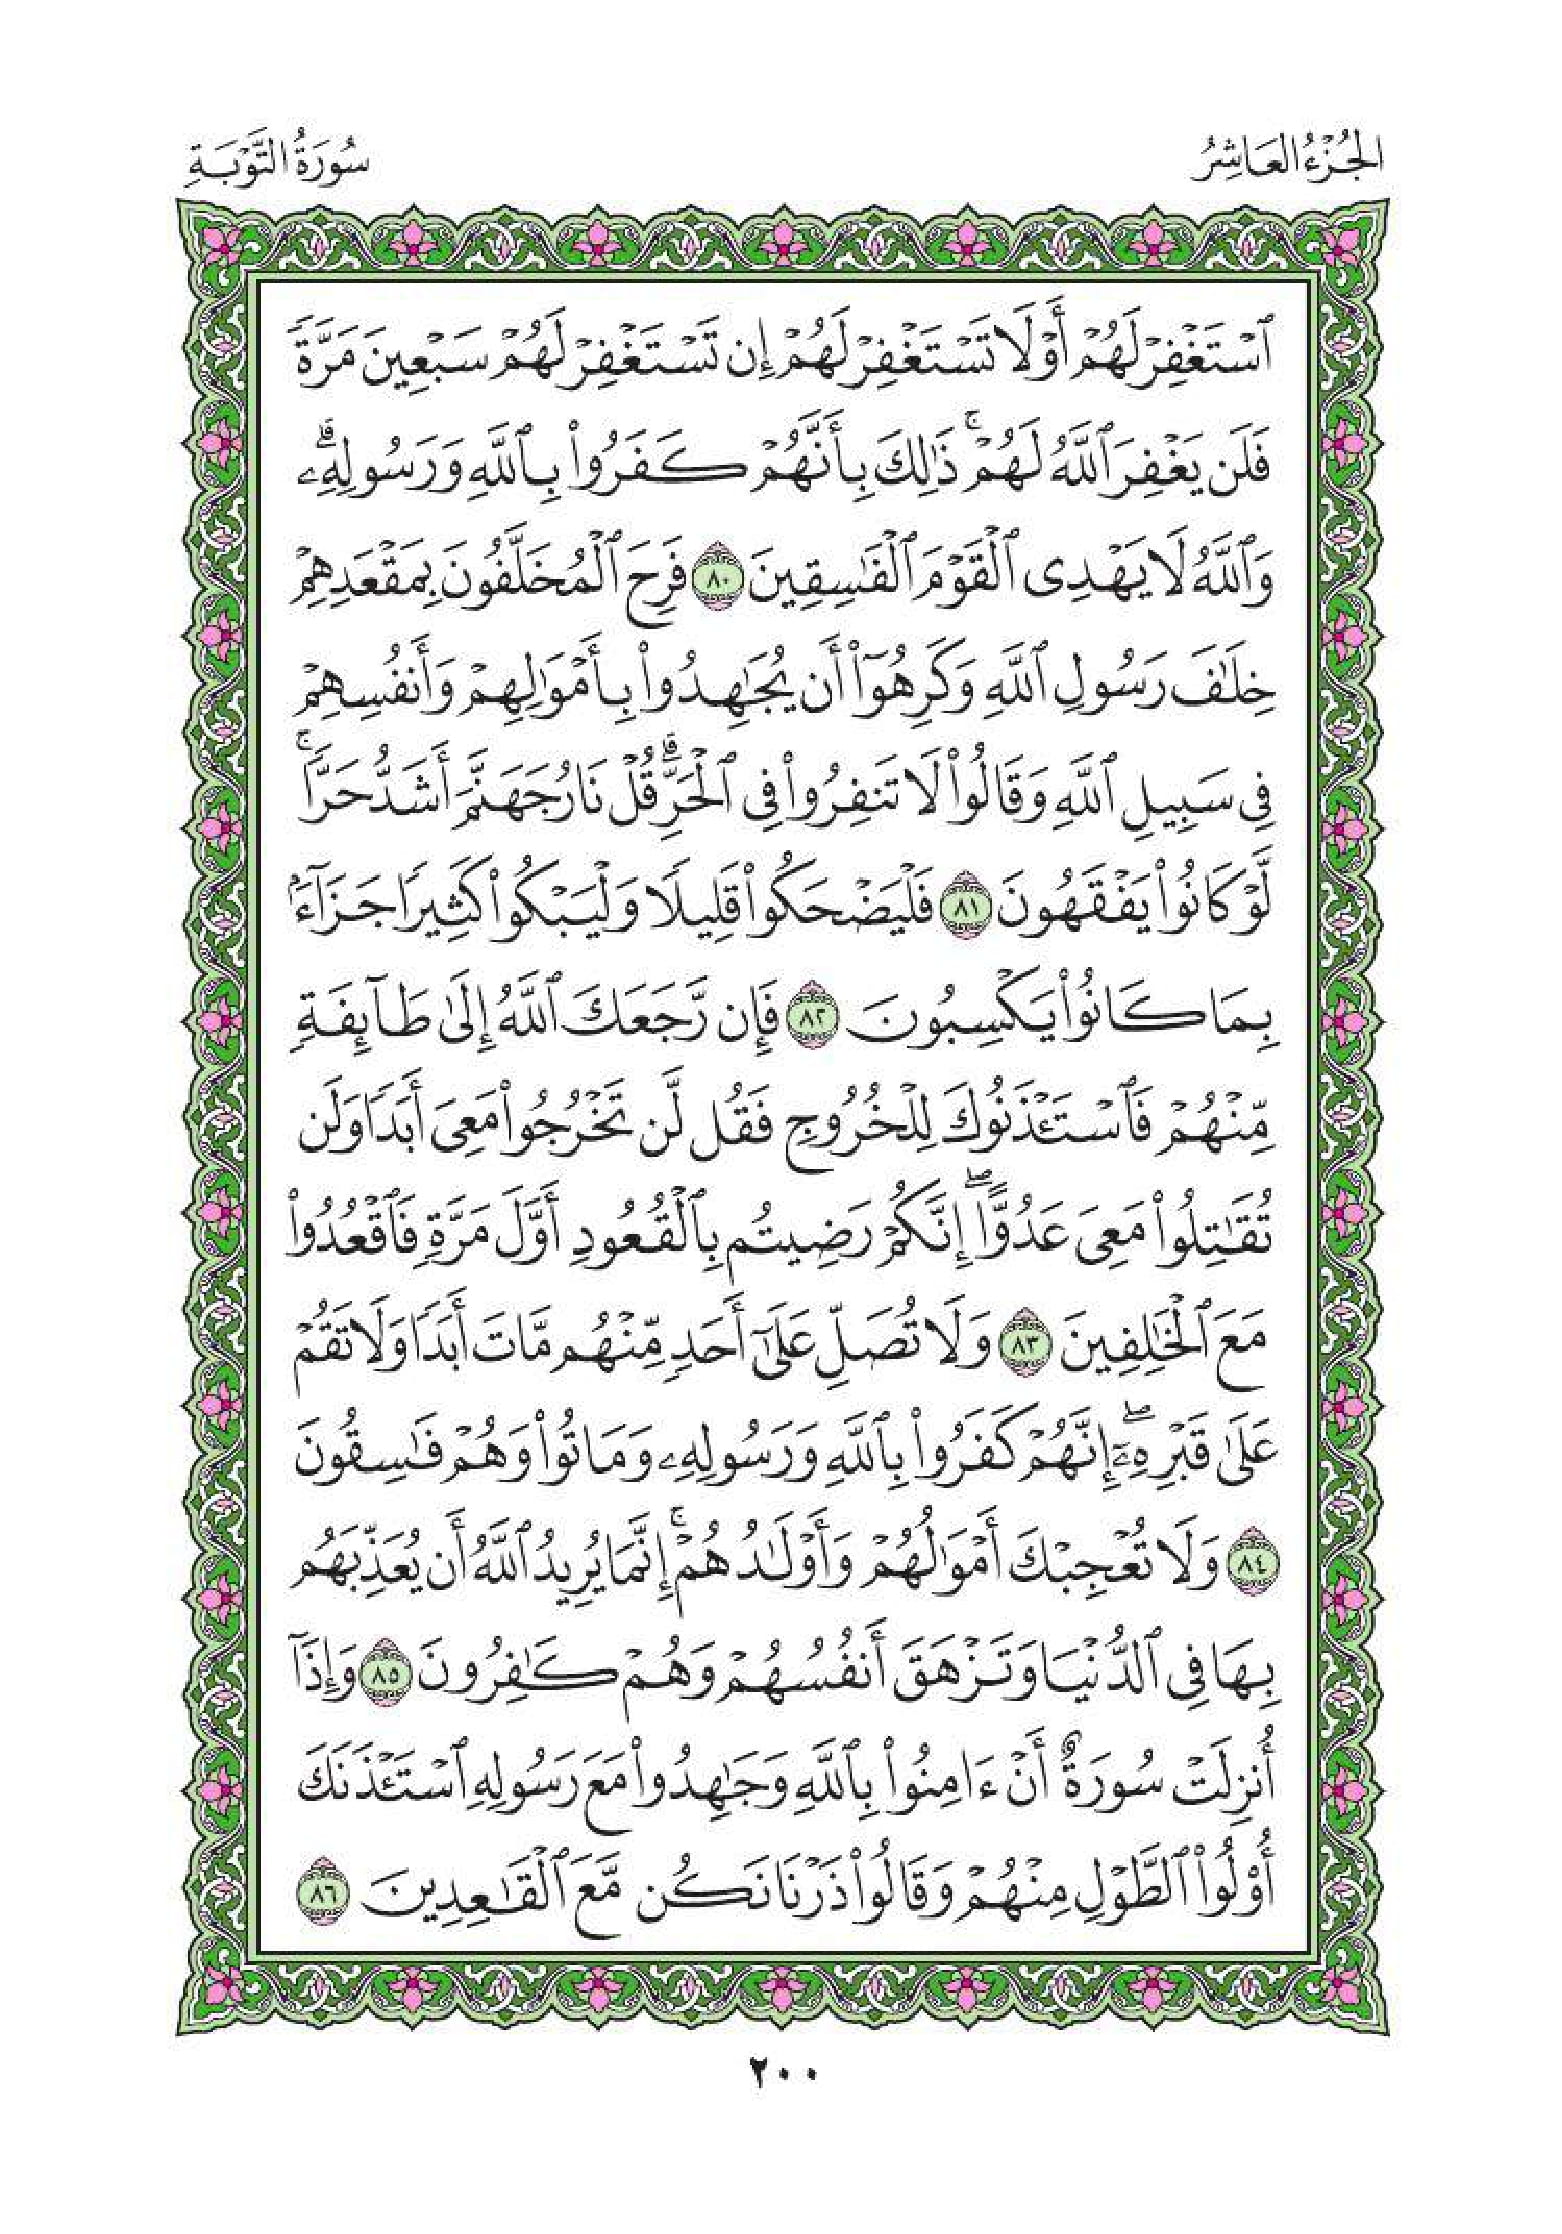 الجُزْءُ العَاشِرُ
سُورَةُ التَّوْبَةِ
ٱسْتَغْفِرْ لَهُمْ أَوْ لَا تَسْتَغْفِرْ لَهُمْ إِن تَسْتَغْفِرْ لَهُمْ سَبْعِينَ مَرَّةً
فَلَن يَغْفِرَ ٱللَّهُ لَهُمْ ۚ ذَٰلِكَ بِأَنَّهُمْ كَفَرُوا۟ بِٱللَّهِ وَرَسُولِهِۦ ۗ
وَٱللَّهُ لَا يَهْدِى ٱلْقَوْمَ ٱلْفَـٰسِقِينَ ٨٠ فَرِحَ ٱلْمُخَلَّفُونَ بِمَقْعَدِهِمْ
خِلَـٰفَ رَسُولِ ٱللَّهِ وَكَرِهُوٓا۟ أَن يُجَـٰهِدُوا۟ بِأَمْوَٰلِهِمْ وَأَنفُسِهِمْ
فِى سَبِيلِ ٱللَّهِ وَقَالُوا۟ لَا تَنفِرُوا۟ فِى ٱلْحَرِّ ۗ قُلْ نَارُ جَهَنَّمَ أَشَدُّ حَرًّا ۚ
لَّوْ كَانُوا۟ يَفْقَهُونَ ٨١ فَلْيَضْحَكُوا۟ قَلِيلًا وَلْيَبْكُوا۟ كَثِيرًا جَزَآءًۢ
بِمَا كَانُوا۟ يَكْسِبُونَ ٨٢ فَإِن رَّجَعَكَ ٱللَّهُ إِلَىٰ طَآئِفَةٍ
مِّنْهُمْ فَٱسْتَـْٔذَنُوكَ لِلْخُرُوجِ فَقُل لَّن تَخْرُجُوا۟ مَعِىَ أَبَدًا وَلَن
تُقَـٰتِلُوا۟ مَعِىَ عَدُوًّا ۖ إِنَّكُمْ رَضِيتُم بِٱلْقُعُودِ أَوَّلَ مَرَّةٍ فَٱقْعُدُوا۟
مَعَ ٱلْخَـٰلِفِينَ ٨٣ وَلَا تُصَلِّ عَلَىٰٓ أَحَدٍ مِّنْهُم مَّاتَ أَبَدًا وَلَا تَقُمْ
عَلَىٰ قَبْرِهِۦٓ ۖ إِنَّهُمْ كَفَرُوا۟ بِٱللَّهِ وَرَسُولِهِۦ وَمَاتُوا۟ وَهُمْ فَـٰسِقُونَ
٨٤ وَلَا تُعْجِبْكَ أَمْوَٰلُهُمْ وَأَوْلَـٰدُهُمْ ۚ إِنَّمَا يُرِيدُ ٱللَّهُ أَن يُعَذِّبَهُم
بِهَا فِى ٱلدُّنْيَا وَتَزْهَقَ أَنفُسُهُمْ وَهُمْ كَـٰفِرُونَ ٨٥ وَإِذَآ
أُنزِلَتْ سُورَةٌ أَنْ ءَامِنُوا۟ بِٱللَّهِ وَجَـٰهِدُوا۟ مَعَ رَسُولِهِ ٱسْتَـْٔذَنَكَ
أُو۟لُوا۟ ٱلطَّوْلِ مِنْهُمْ وَقَالُوا۟ ذَرْنَا نَكُن مَّعَ ٱلْقَـٰعِدِينَ ٨٦
٢٠٠